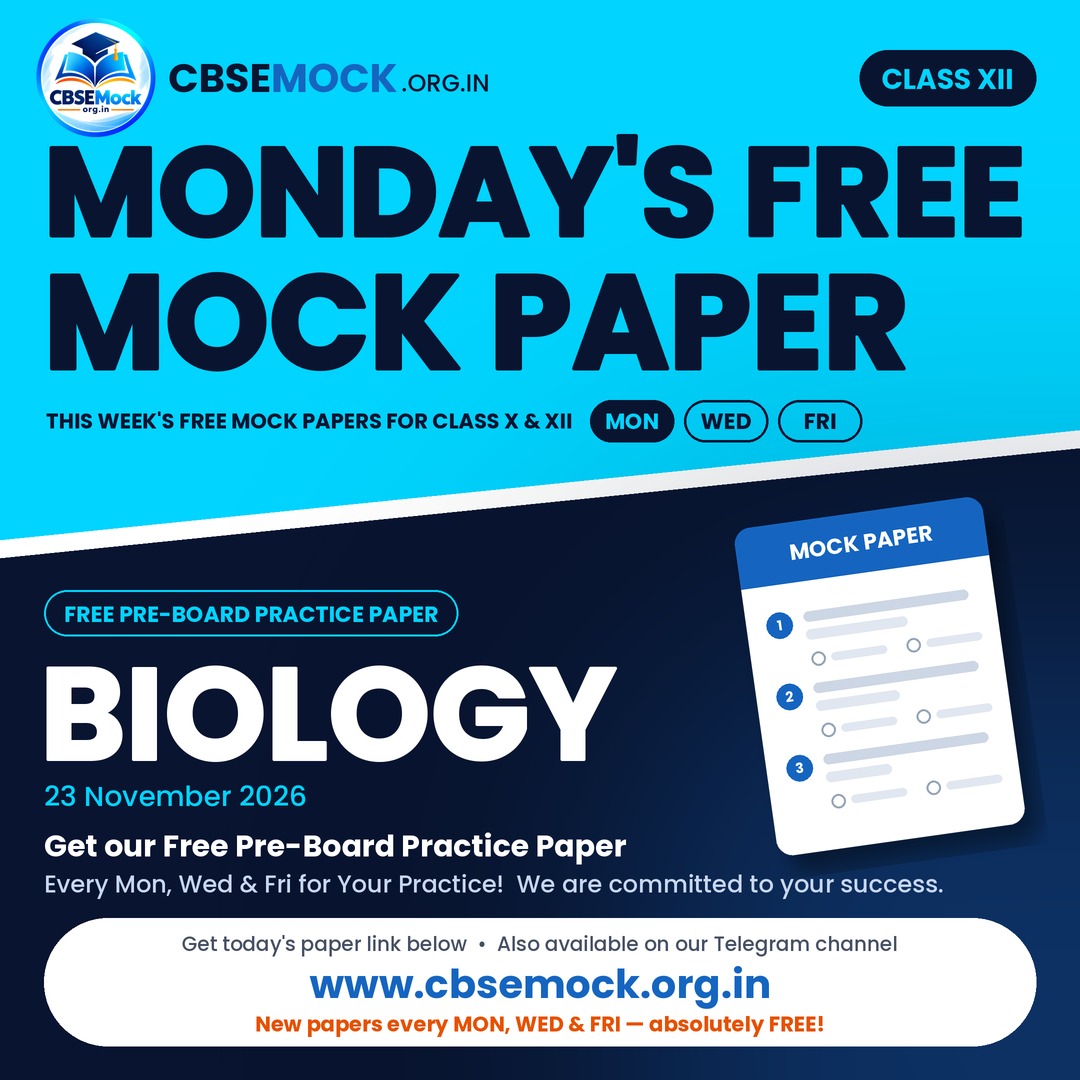 CBSEMock
org.in
CBSEMOCK.ORG.IN
CLASS XII
MONDAY'S FREE
MOCK PAPER
THIS WEEK'S FREE MOCK PAPERS FOR CLASS X & XII
MON
WED
FRI
MOCK PAPER
1
2
3
FREE PRE-BOARD PRACTICE PAPER
BIOLOGY
23 November 2026
Get our Free Pre-Board Practice Paper
Every Mon, Wed & Fri for Your Practice! We are committed to your success.
Get today's paper link below • Also available on our Telegram channel
www.cbsemock.org.in
New papers every MON, WED & FRI — absolutely FREE!